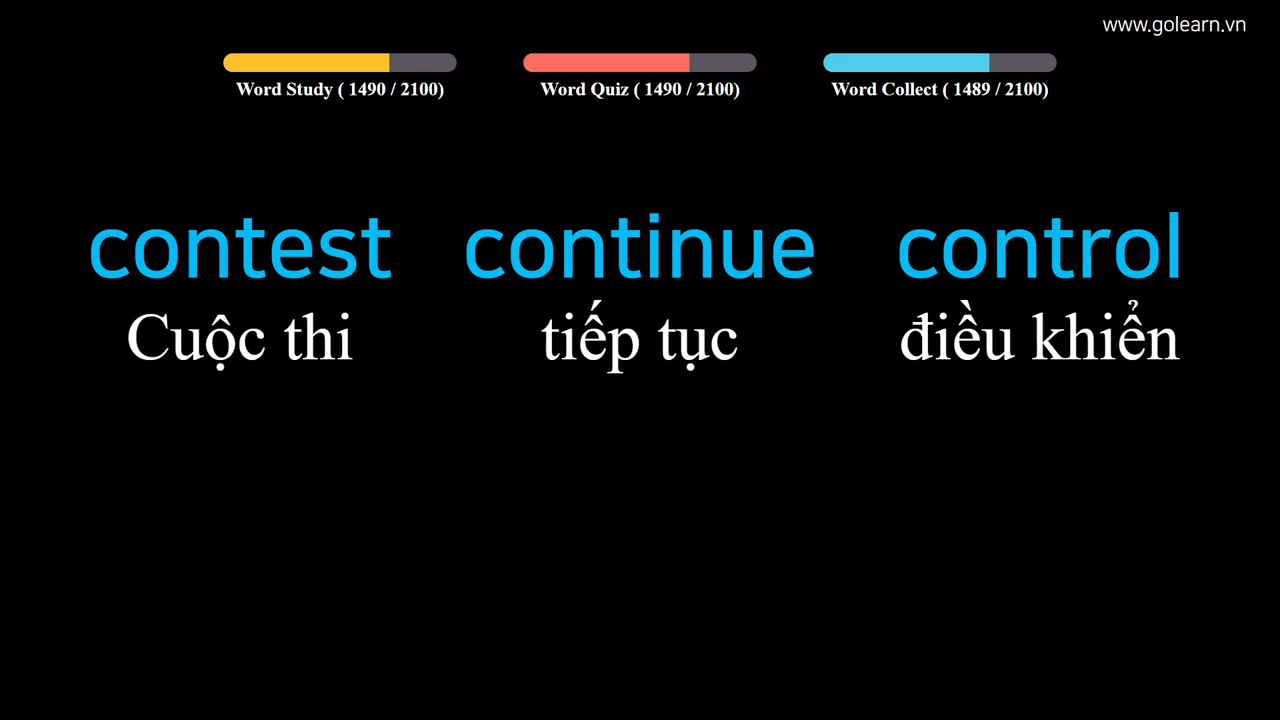 www.golearn.vn
Word Study ( 1490 / 2100)
Word Quiz ( 1490 / 2100)
Word Collect ( 1489 / 2100)
contest continue control
Cuộc thi tiếp tục điều khiển